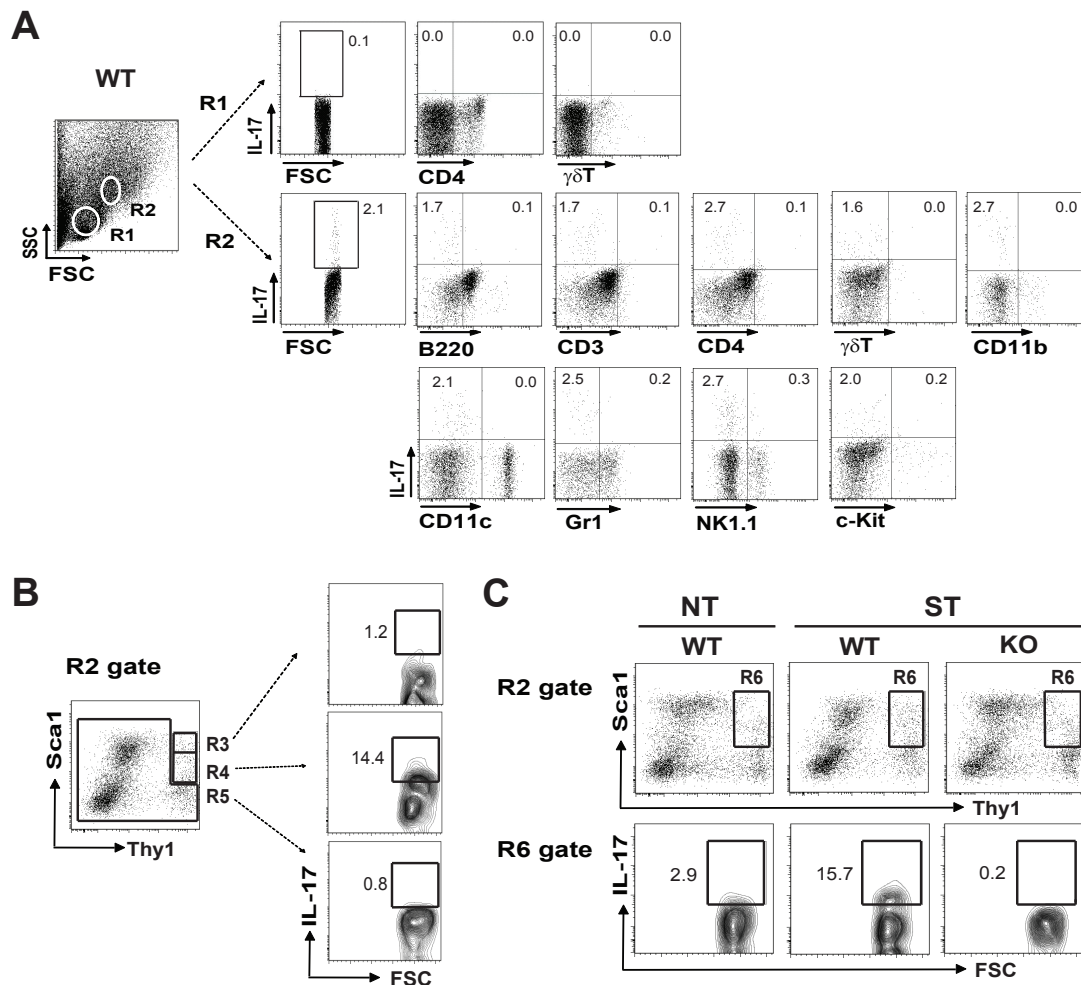 A
WT
SSC
FSC
R1
R2
R1
IL-17
0.1
FSC
0.0 0.0
CD4
0.0 0.0
γδT
R2
IL-17
2.1
FSC
1.7 0.1
B220
1.7 0.1
CD3
2.7 0.1
CD4
1.6 0.0
γδT
2.7 0.0
CD11b
IL-17
2.1 0.0
CD11c
2.5 0.2
Gr1
2.7 0.3
NK1.1
2.0 0.2
c-Kit
B
R2 gate
Sca1
Thy1
R3
R4
R5
1.2
14.4
0.8
IL-17
FSC
C
NT ST
WT WT KO
R2 gate
Sca1
R6 R6 R6
Thy1
R6 gate
IL-17
2.9 15.7 0.2
FSC